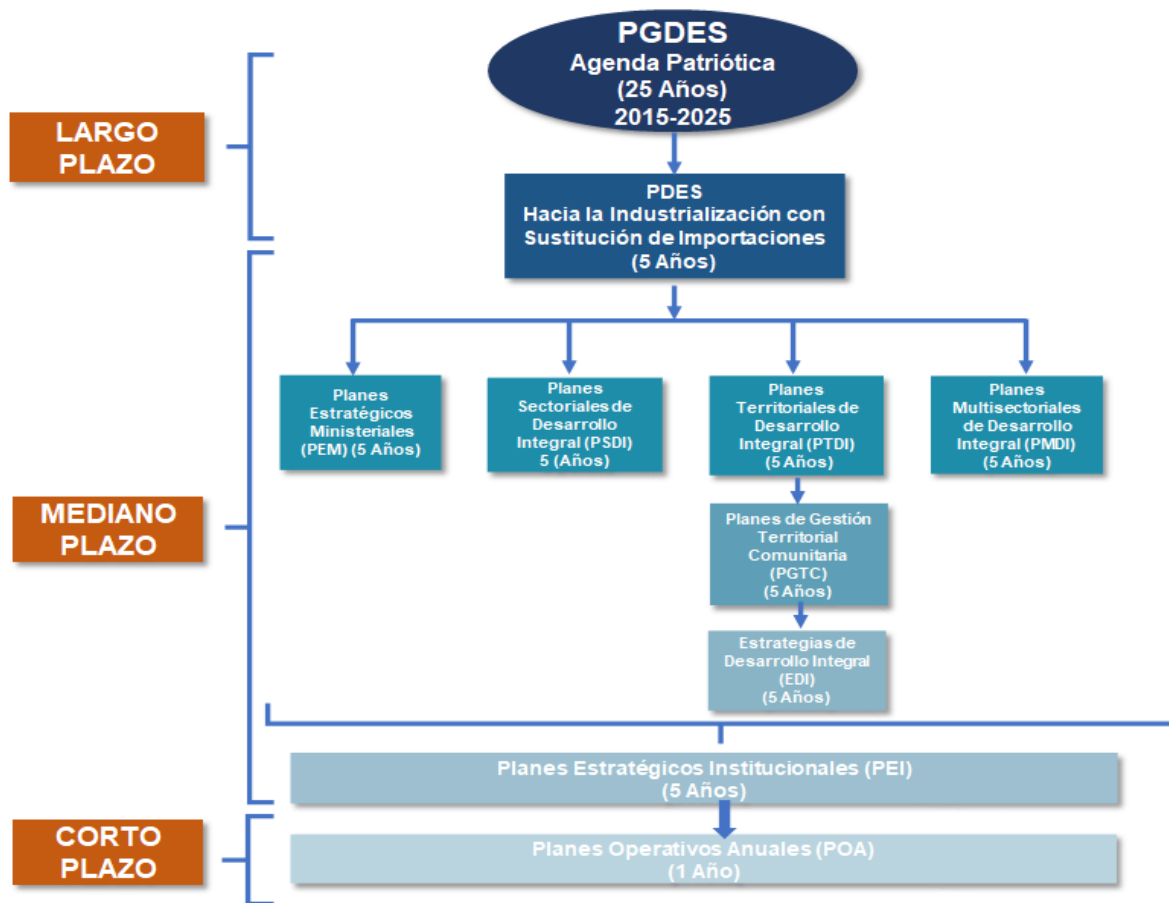 PGDES
Agenda Patriótica
(25 Años)
2015-2025
LARGO
PLAZO
PDES
Hacia la Industrialización con
Sustitución de Importaciones
(5 Años)
Planes
Estratégicos
Ministeriales
(PEM) (5 Años)
Planes
Sectoriales de
Desarrollo
Integral (PSDI)
5 (Años)
Planes
Territoriales de
Desarrollo
Integral (PTDI)
(5 Años)
Planes
Multisectoriales
de Desarrollo
Integral (PMDI)
(5 Años)
MEDIANO
PLAZO
Planes de Gestión
Territorial
Comunitaria
(PGTC)
(5 Años)
Estrategias de
Desarrollo Integral
(EDI)
(5 Años)
Planes Estratégicos Institucionales (PEI)
(5 Años)
CORTO
PLAZO
Planes Operativos Anuales (POA)
(1 Año)